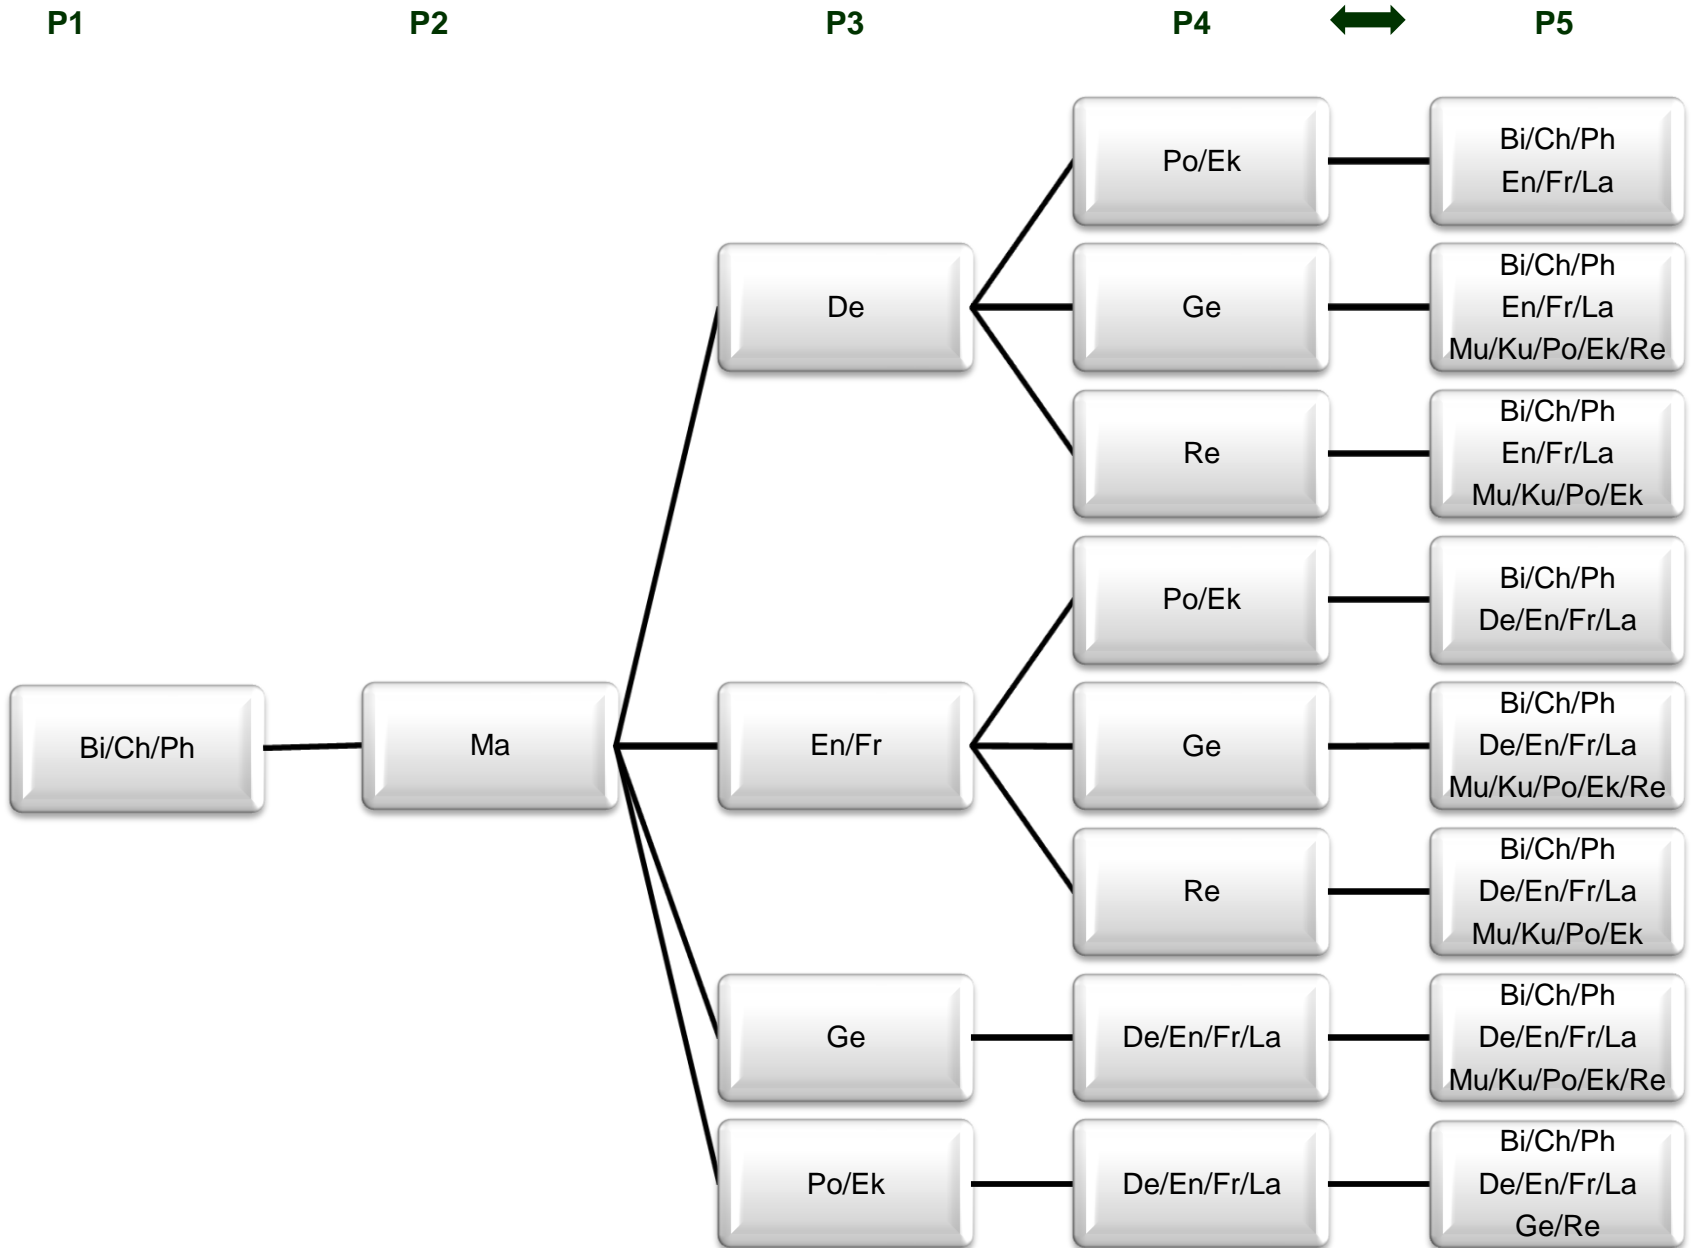 P1 P2 P3 P4 P5
Po/Ek
Bi/Ch/Ph
En/Fr/La
De
Ge
Bi/Ch/Ph
En/Fr/La
Mu/Ku/Po/Ek/Re
Re
Bi/Ch/Ph
En/Fr/La
Mu/Ku/Po/Ek
Po/Ek
Bi/Ch/Ph
De/En/Fr/La
Bi/Ch/Ph
Ma
En/Fr
Ge
Bi/Ch/Ph
De/En/Fr/La
Mu/Ku/Po/Ek/Re
Re
Bi/Ch/Ph
De/En/Fr/La
Mu/Ku/Po/Ek
Ge
De/En/Fr/La
Bi/Ch/Ph
De/En/Fr/La
Mu/Ku/Po/Ek/Re
Po/Ek
De/En/Fr/La
Bi/Ch/Ph
De/En/Fr/La
Ge/Re